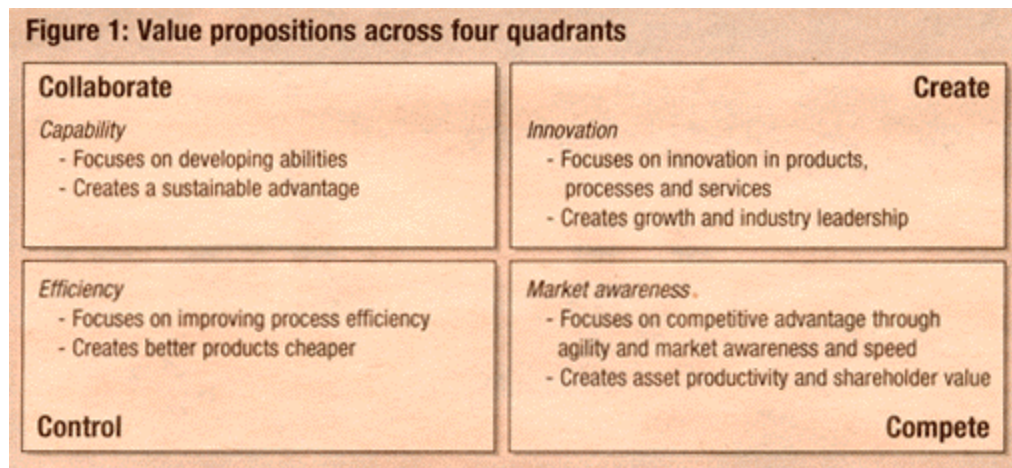 Figure 1: Value propositions across four quadrants
Collaborate
Capability
- Focuses on developing abilities
- Creates a sustainable advantage
Create
Innovation
- Focuses on innovation in products,
processes and services
- Creates growth and industry leadership
Efficiency
- Focuses on improving process efficiency
- Creates better products cheaper
Control
Market awareness.
- Focuses on competitive advantage through
agility and market awareness and speed
- Creates asset productivity and shareholder value
Compete